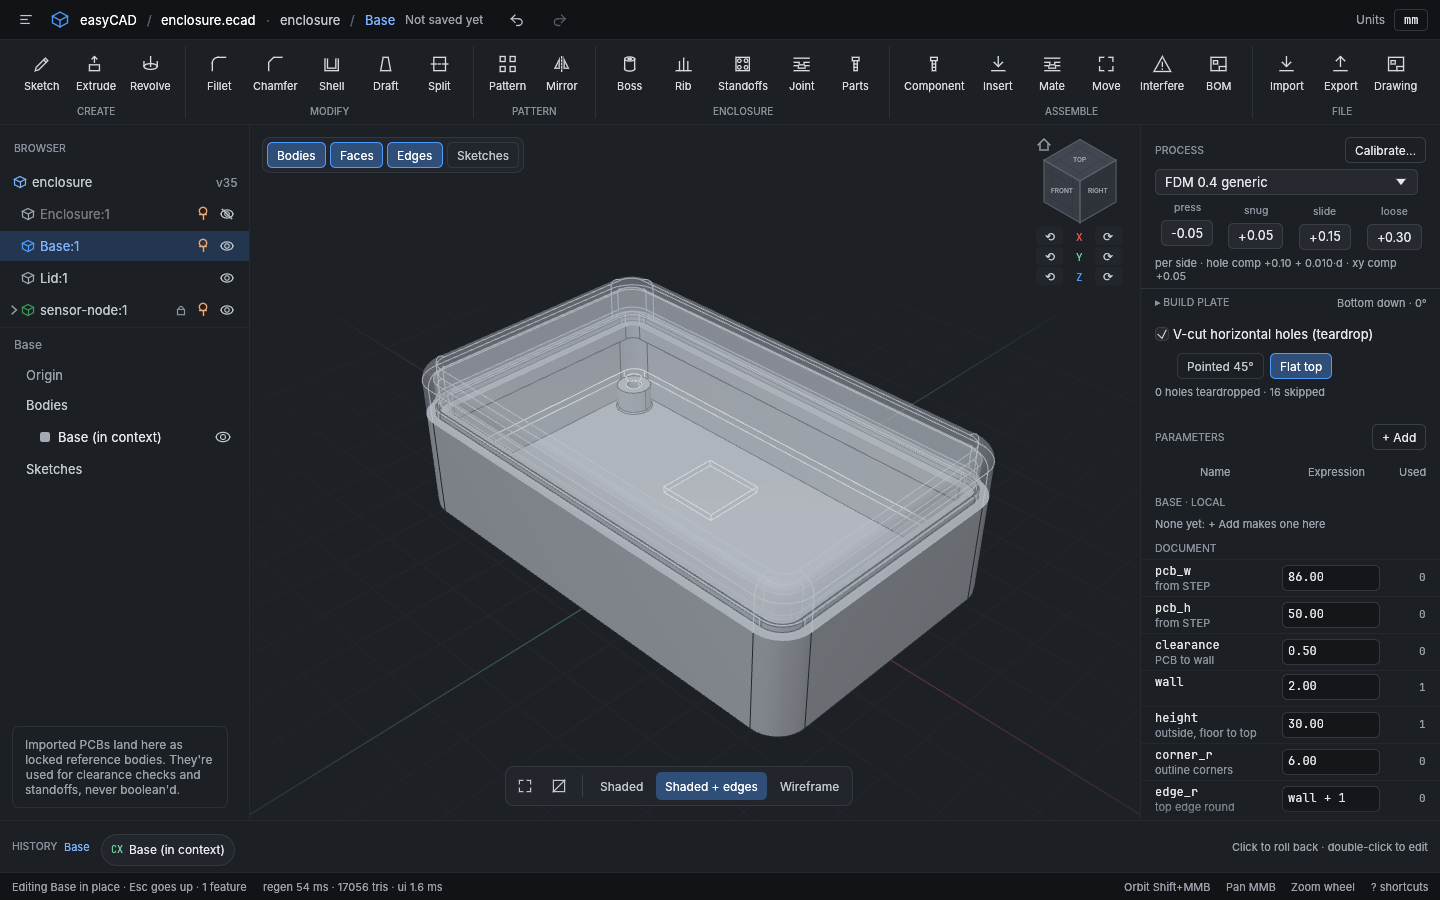 easyCAD / enclosure.ecad · enclosure / Base Not saved yet
Units mm
Sketch Extrude Revolve Fillet Chamfer Shell Draft Split Pattern Mirror Boss Rib Standoffs Joint Parts Component Insert Mate Move Interfere BOM Import Export Drawing
CREATE MODIFY PATTERN ENCLOSURE ASSEMBLE FILE
BROWSER
enclosure v35
Enclosure:1
Base:1
Lid:1
sensor-node:1
Base
Origin
Bodies
Base (in context)
Sketches
Imported PCBs land here as
locked reference bodies. They're
used for clearance checks and
standoffs, never boolean'd.
Bodies Faces Edges Sketches
TOP
FRONT RIGHT
X
Y
Z
Shaded Shaded + edges Wireframe
PROCESS Calibrate...
FDM 0.4 generic
press snug slide loose
-0.05 +0.05 +0.15 +0.30
per side · hole comp +0.10 + 0.010·d · xy comp
+0.05
▸ BUILD PLATE Bottom down · 0°
V-cut horizontal holes (teardrop)
Pointed 45° Flat top
0 holes teardropped · 16 skipped
PARAMETERS + Add
Name Expression Used
BASE · LOCAL
None yet: + Add makes one here
DOCUMENT
pcb_w 86.00 0
from STEP
pcb_h 50.00 0
from STEP
clearance 0.50 0
PCB to wall
wall 2.00 1
height 30.00 1
outside, floor to top
corner_r 6.00 0
outline corners
edge_r wall + 1 0
top edge round
HISTORY Base CX Base (in context)
Click to roll back · double-click to edit
Editing Base in place · Esc goes up · 1 feature regen 54 ms · 17056 tris · ui 1.6 ms
Orbit Shift+MMB Pan MMB Zoom wheel ? shortcuts